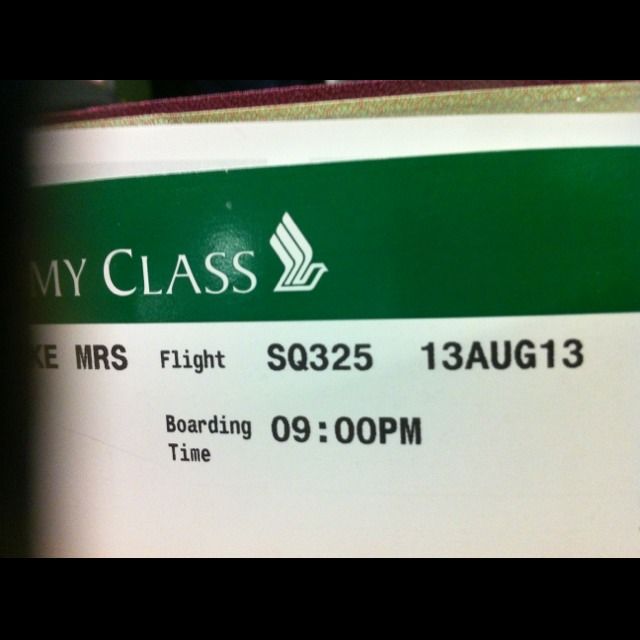 MY CLASS
KE MRS Flight SQ325 13AUG13
Boarding Time 09:00PM